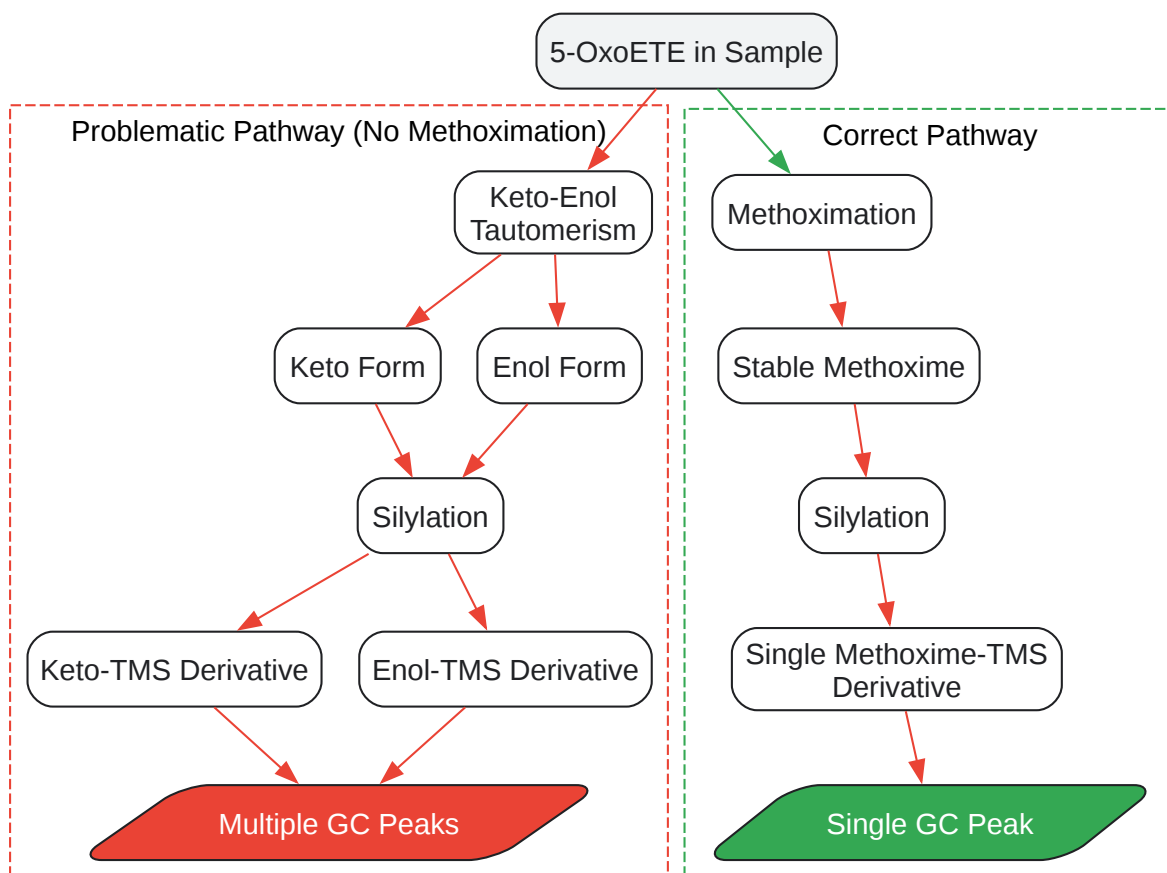 5-OxoETE in Sample
Problematic Pathway (No Methoximation)
Correct Pathway
Keto-Enol
Tautomerism
Methoximation
Keto Form
Enol Form
Stable Methoxime
Silylation
Silylation
Keto-TMS Derivative
Enol-TMS Derivative
Single Methoxime-TMS
Derivative
Multiple GC Peaks
Single GC Peak